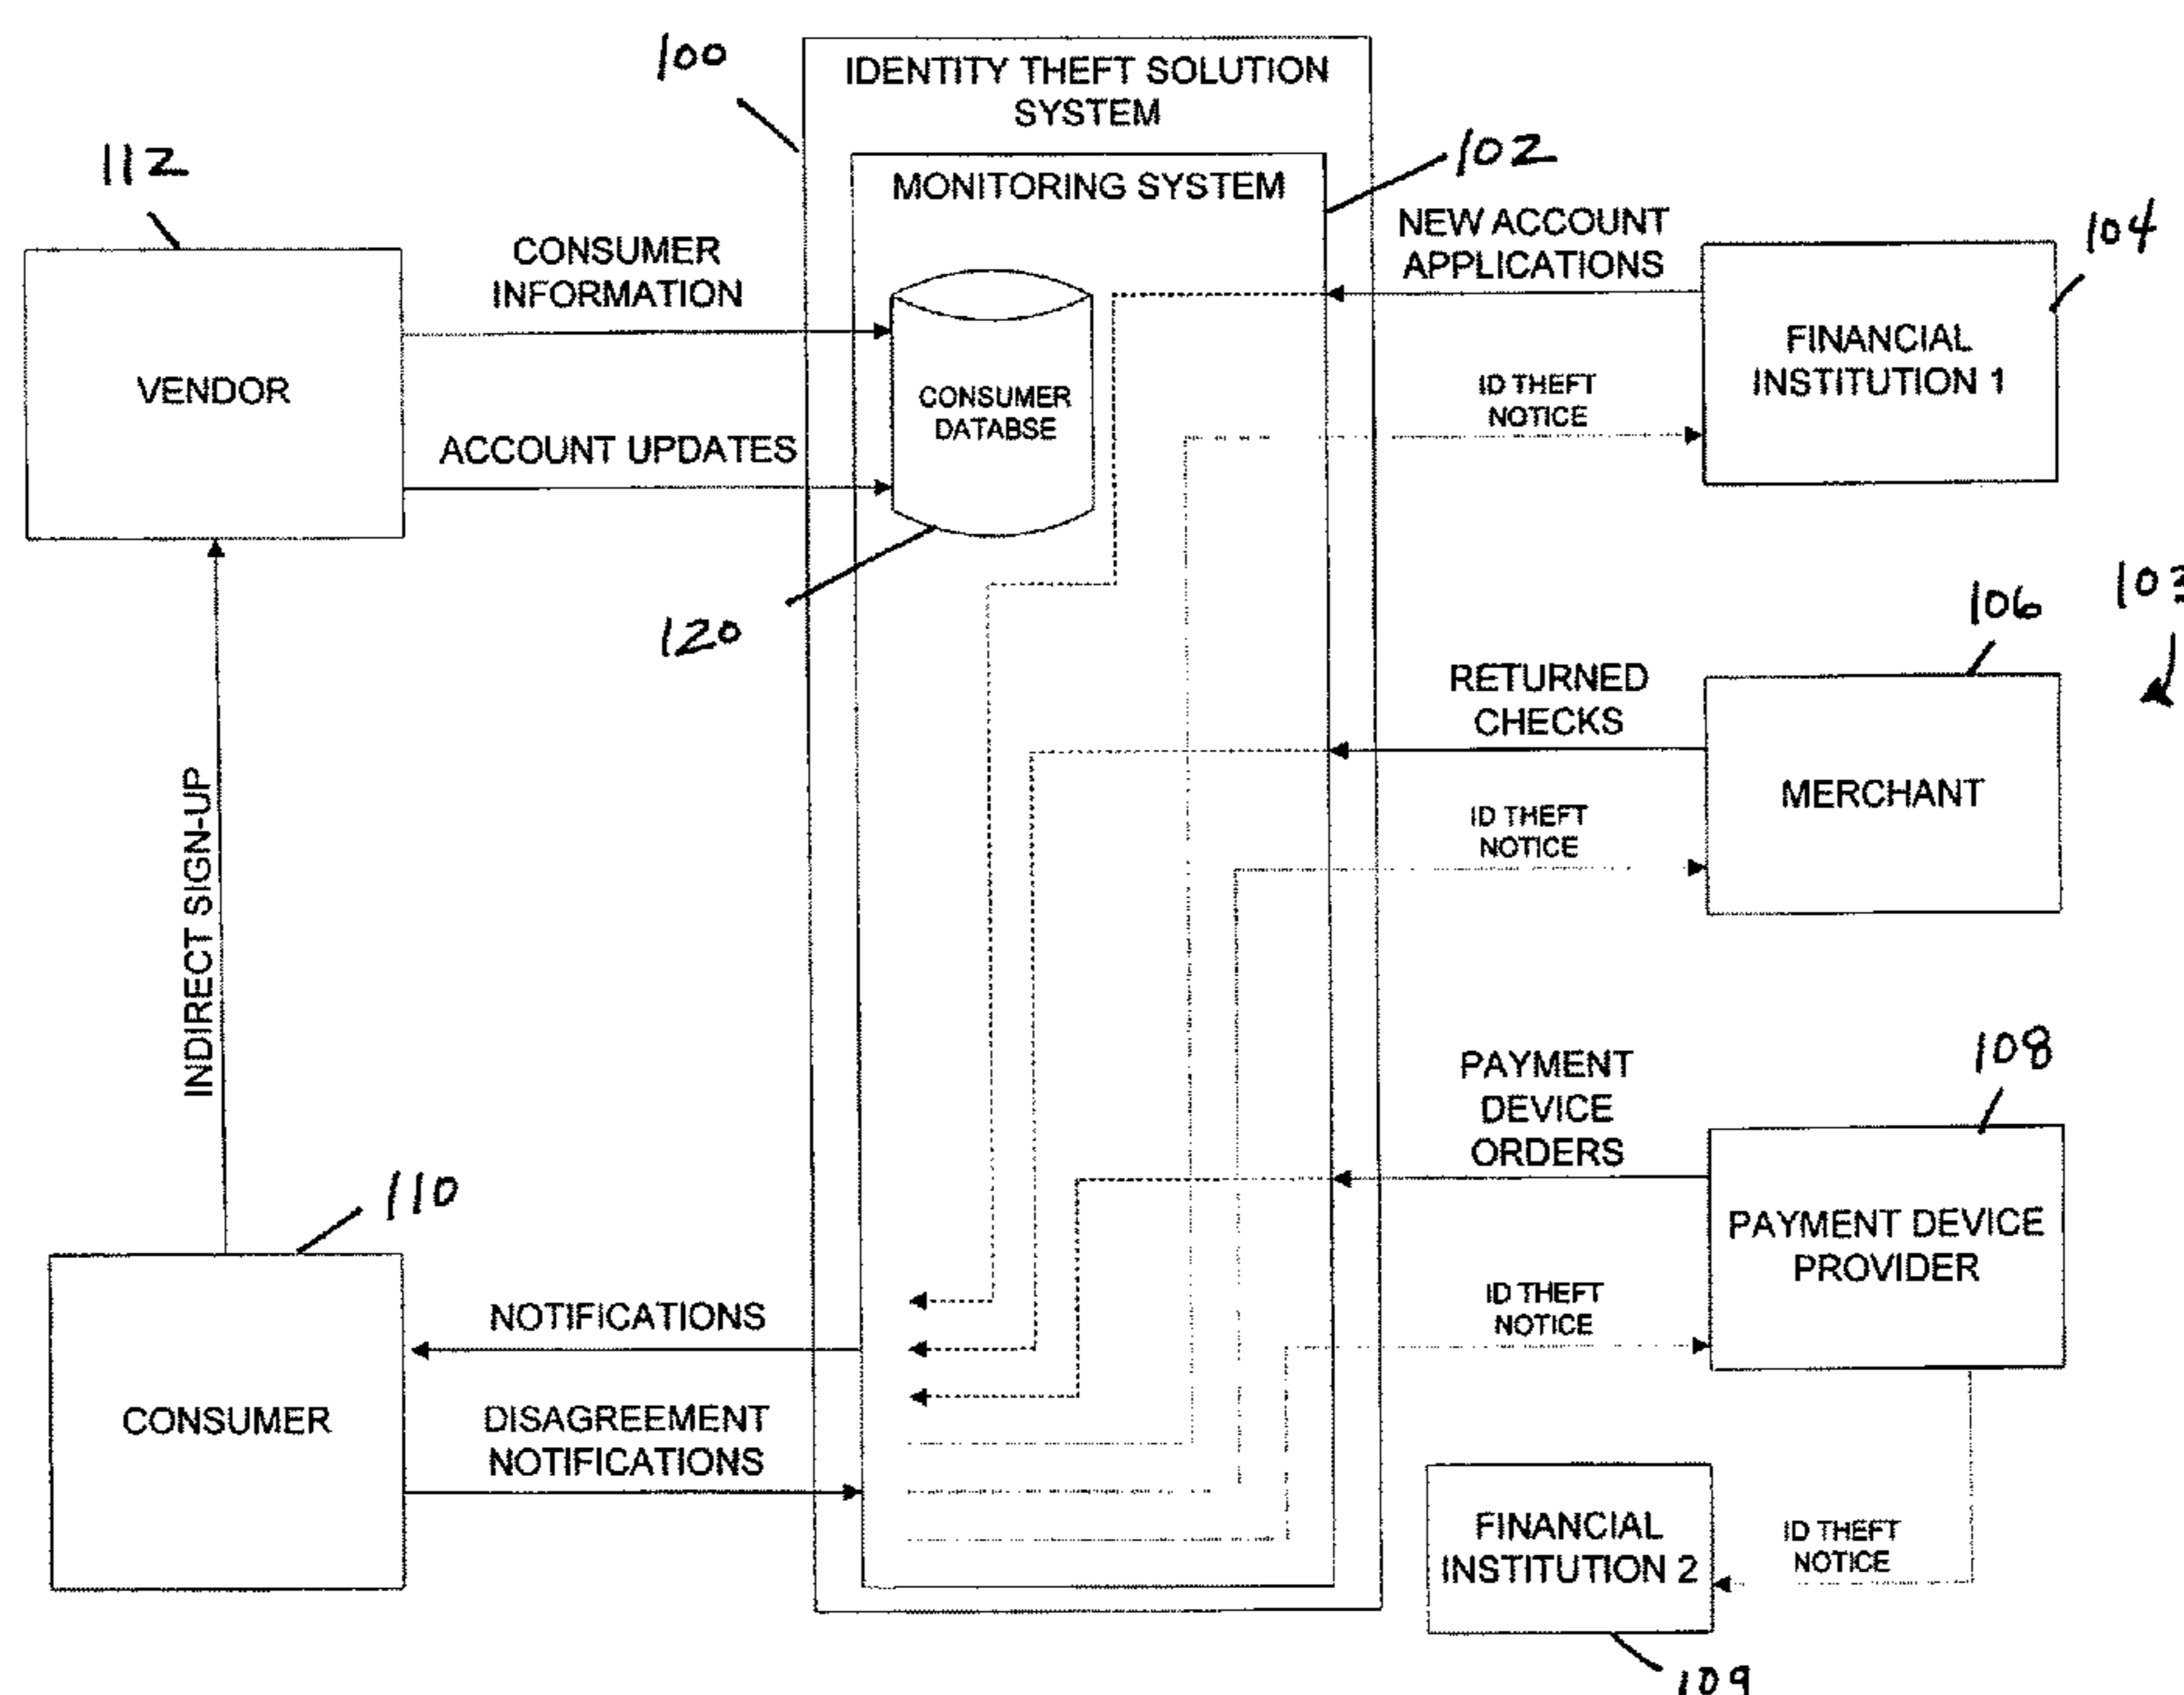 100
IDENTITY THEFT SOLUTION
SYSTEM
102
MONITORING SYSTEM
112
VENDOR
CONSUMER
INFORMATION
ACCOUNT UPDATES
CONSUMER
DATABSE
120
NEW ACCOUNT
APPLICATIONS
104
FINANCIAL
INSTITUTION 1
ID THEFT
NOTICE
106
RETURNED
CHECKS
MERCHANT
ID THEFT
NOTICE
INDIRECT SIGN-UP
108
PAYMENT
DEVICE
ORDERS
PAYMENT DEVICE
PROVIDER
ID THEFT
NOTICE
110
CONSUMER
NOTIFICATIONS
DISAGREEMENT
NOTIFICATIONS
FINANCIAL
INSTITUTION 2
ID THEFT
NOTICE
109